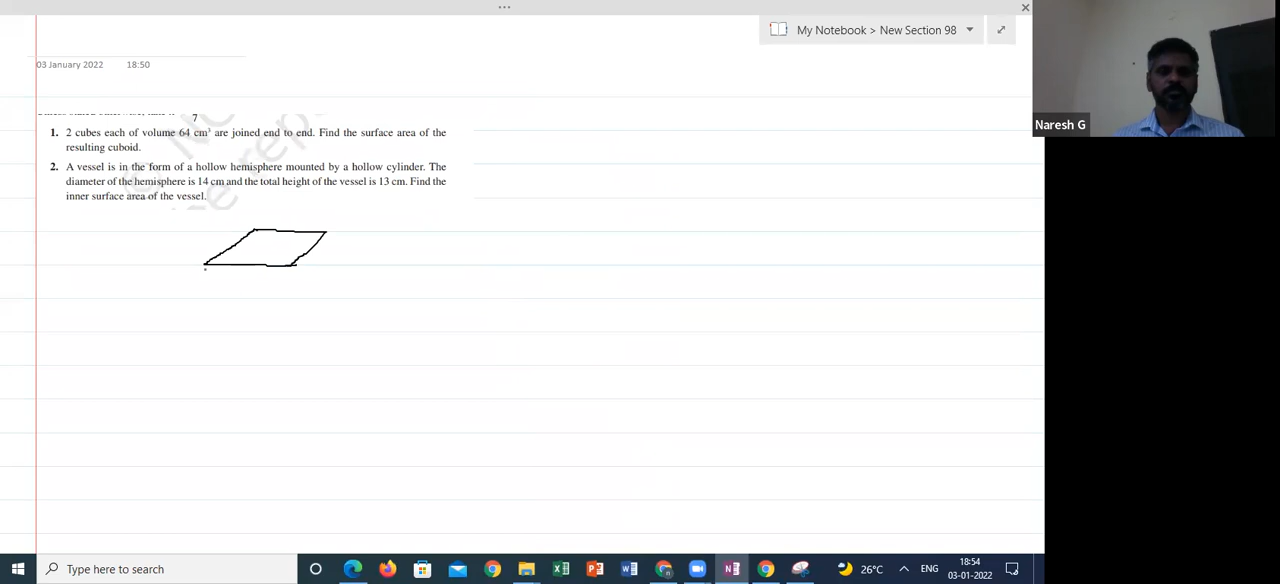 My Notebook > New Section 98
03 January 2022 18:50
Naresh G
7
1. 2 cubes each of volume 64 cm³ are joined end to end. Find the surface area of the
resulting cuboid.
2. A vessel is in the form of a hollow hemisphere mounted by a hollow cylinder. The
diameter of the hemisphere is 14 cm and the total height of the vessel is 13 cm. Find the
inner surface area of the vessel.
Type here to search
26°C
ENG
18:54
03-01-2022